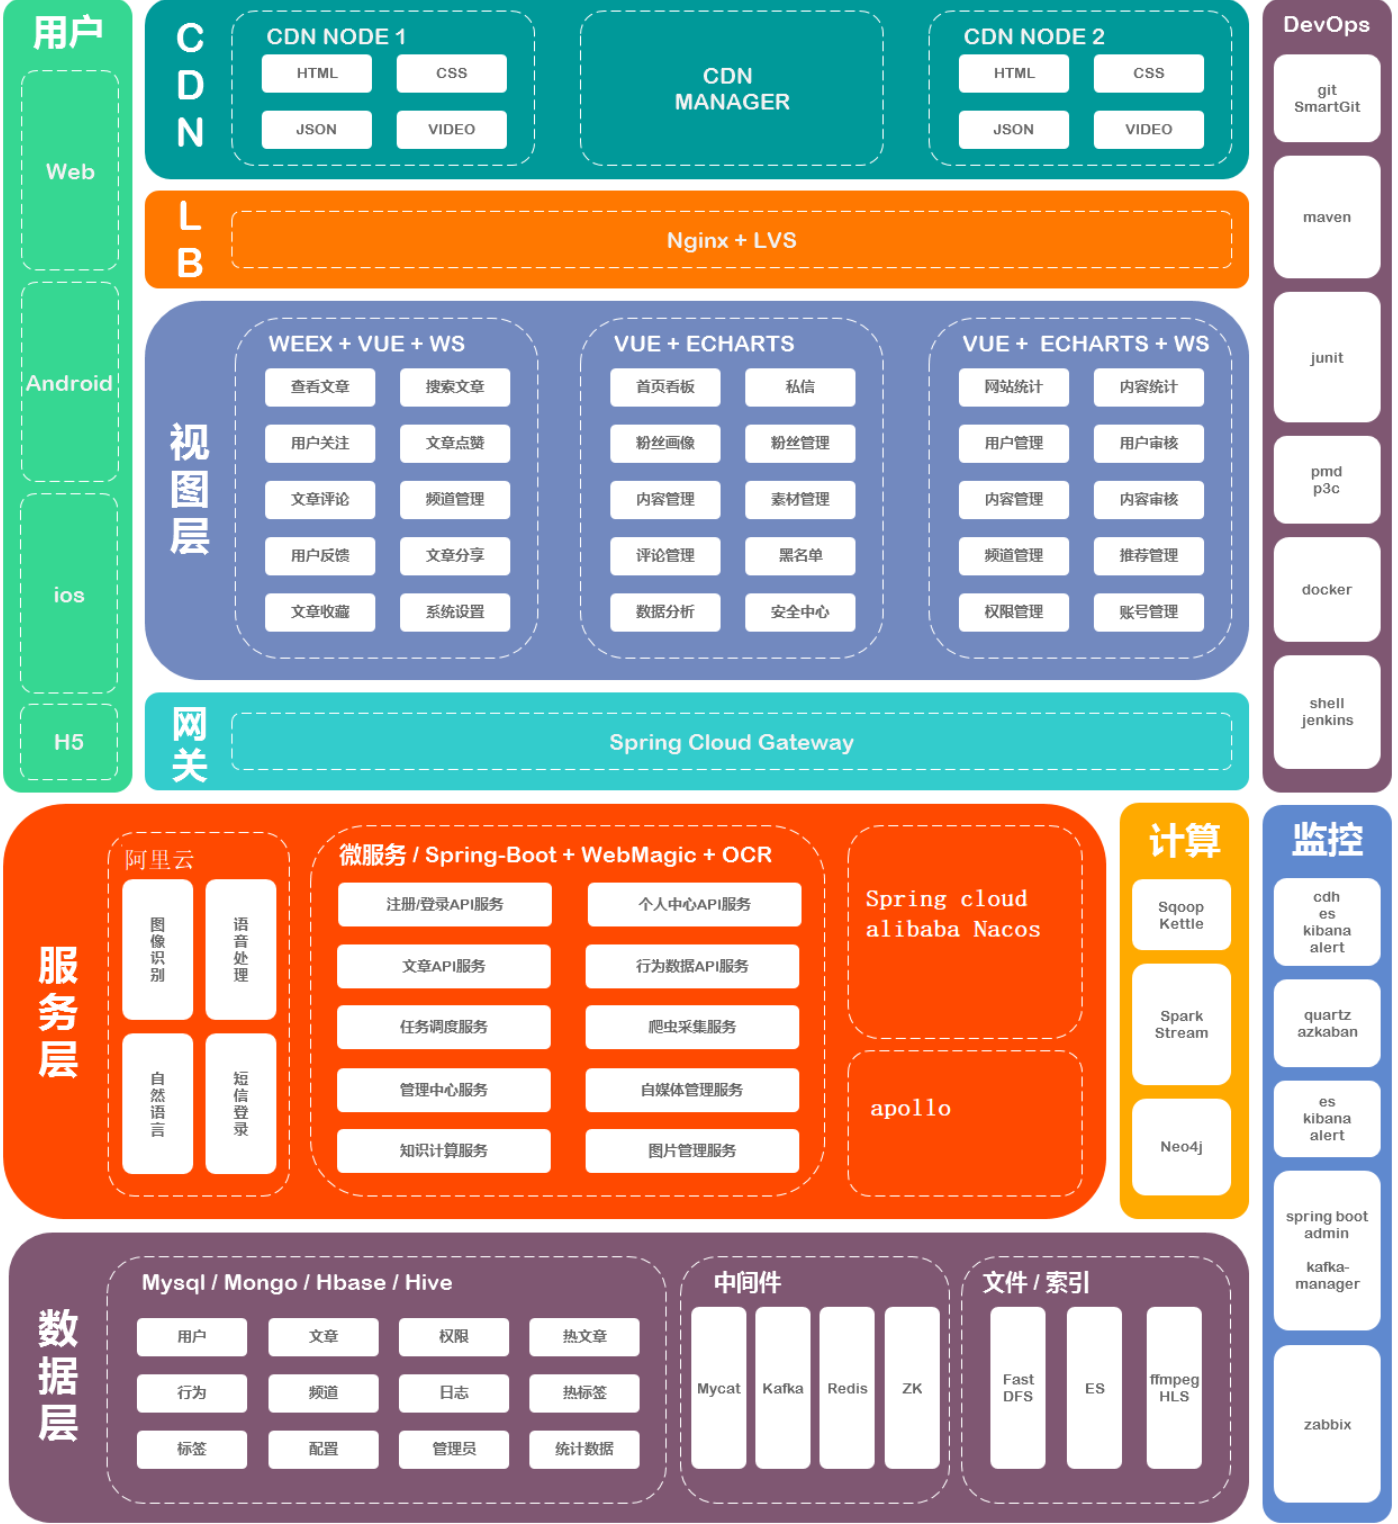 用户
Web
Android
ios
H5
C
D
N
CDN NODE 1
HTML
CSS
JSON
VIDEO
CDN
MANAGER
CDN NODE 2
HTML
CSS
JSON
VIDEO
L
B
Nginx + LVS
视
图
层
WEEX + VUE + WS
查看文章
搜索文章
用户关注
文章点赞
文章评论
频道管理
用户反馈
文章分享
文章收藏
系统设置
VUE + ECHARTS
首页看板
私信
粉丝画像
粉丝管理
内容管理
素材管理
评论管理
黑名单
数据分析
安全中心
VUE + ECHARTS + WS
网站统计
内容统计
用户管理
用户审核
内容管理
内容审核
频道管理
推荐管理
权限管理
账号管理
网
关
Spring Cloud Gateway
DevOps
git
SmartGit
maven
junit
pmd
p3c
docker
shell
jenkins
服
务
层
阿里云
图
像
识
别
语
音
处
理
自
然
语
言
短
信
登
录
微服务 / Spring-Boot + WebMagic + OCR
注册/登录API服务
个人中心API服务
文章API服务
行为数据API服务
任务调度服务
爬虫采集服务
管理中心服务
自媒体管理服务
知识计算服务
图片管理服务
Spring cloud
alibaba Nacos
apollo
计算
Sqoop
Kettle
Spark
Stream
Neo4j
监控
cdh
es
kibana
alert
quartz
azkaban
es
kibana
alert
spring boot
admin
kafka-
manager
zabbix
数
据
层
Mysql / Mongo / Hbase / Hive
用户
文章
权限
热文章
行为
频道
日志
热标签
标签
配置
管理员
统计数据
中间件
Mycat
Kafka
Redis
ZK
文件 / 索引
Fast
DFS
ES
ffmpeg
HLS